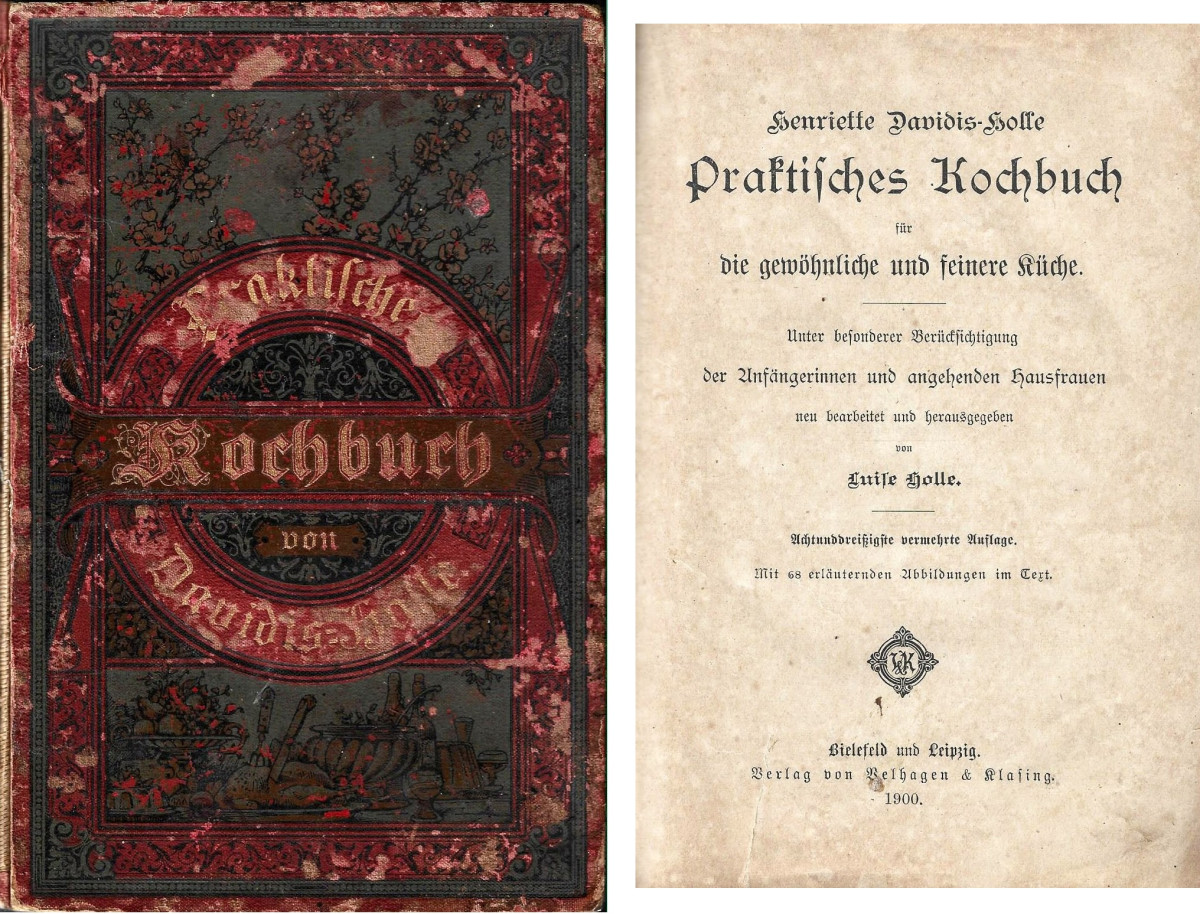 Praktisches
Kochbuch
von
Davidis-Holle
Henriette Davidis-Holle
Praktisches Kochbuch
für
die gewöhnliche und feinere Küche.
Unter besonderer Berücksichtigung
der Anfängerinnen und angehenden Hausfrauen
neu bearbeitet und herausgegeben
von
Luise Holle.
Achtunddreißigste vermehrte Auflage.
Mit 68 erläuternden Abbildungen im Text.
V&K
Bielefeld und Leipzig.
Verlag von Velhagen & Klasing.
1900.